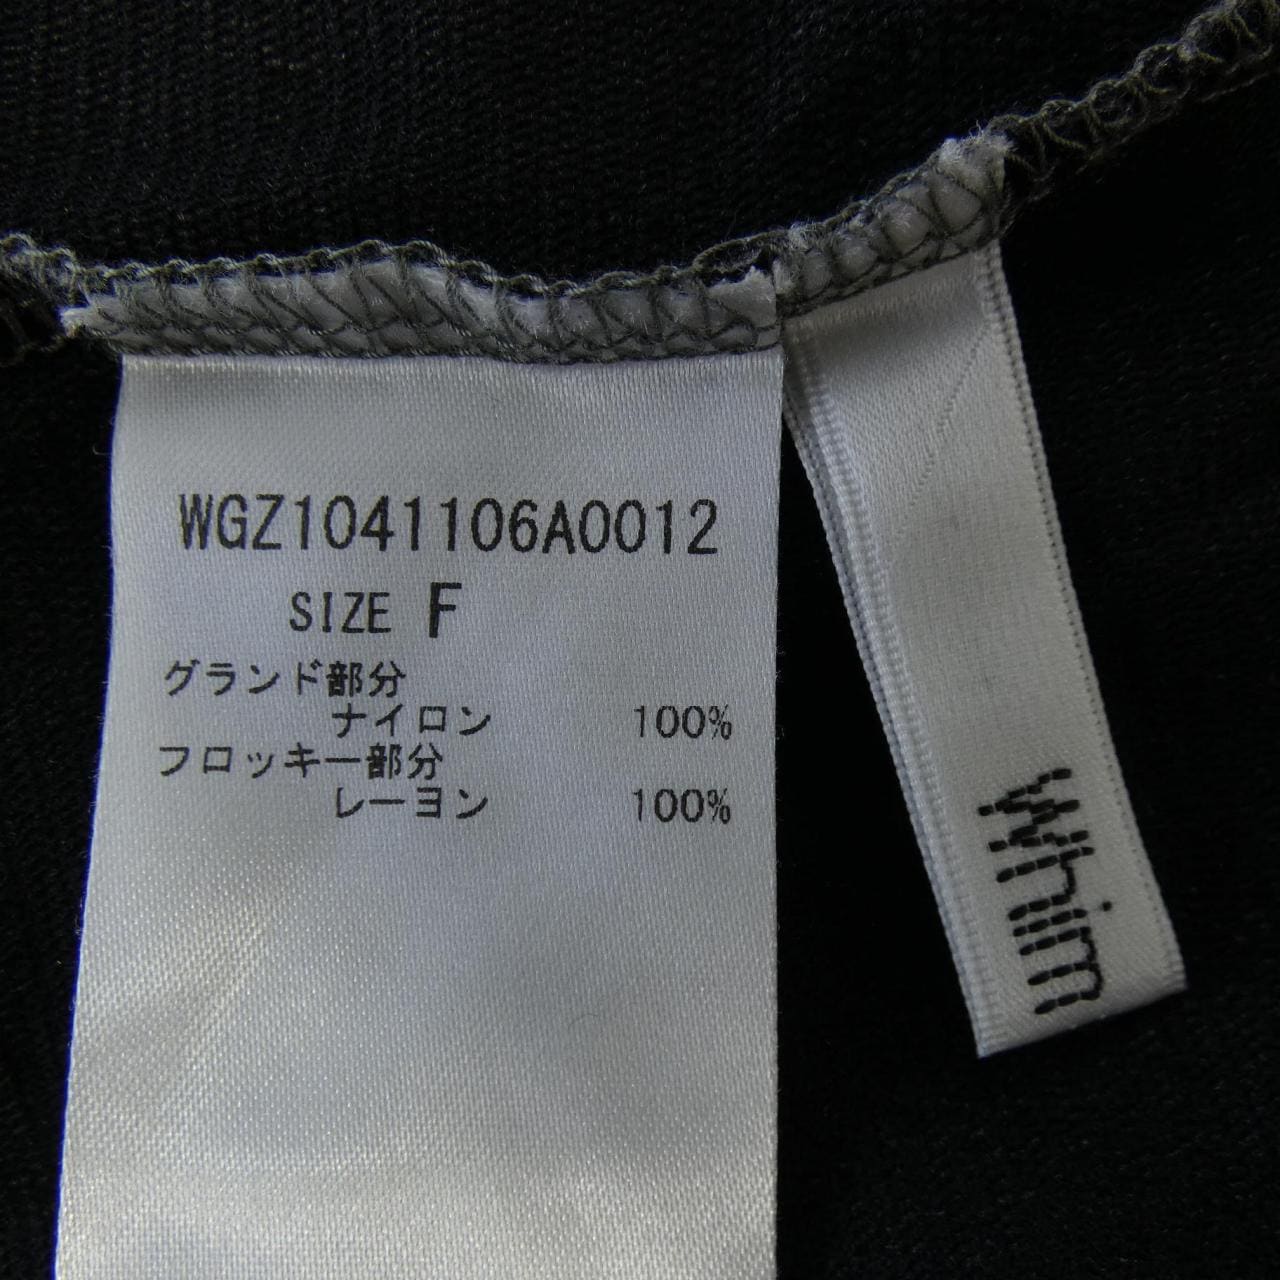 WGZ1041106A0012
SIZE F
グランド部分
ナイロン 100%
フロッキー部分
レーヨン 100%
Whim